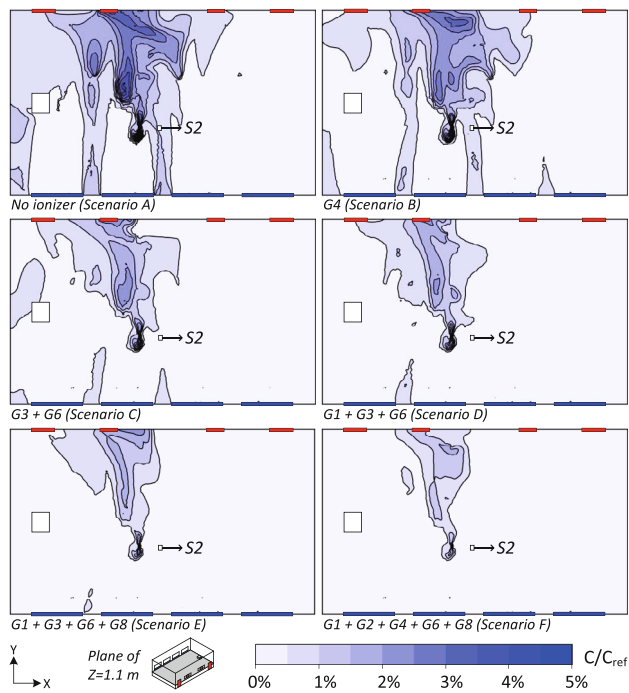 S2
S2
No ionizer (Scenario A)
G4 (Scenario B)
S2
S2
G3 + G6 (Scenario C)
G1 + G3 + G6 (Scenario D)
S2
S2
G1 + G3 + G6 + G8 (Scenario E)
G1 + G2 + G4 + G6 + G8 (Scenario F)
Y
X
Plane of
Z=1.1 m
C/Cref
0% 1% 2% 3% 4% 5%